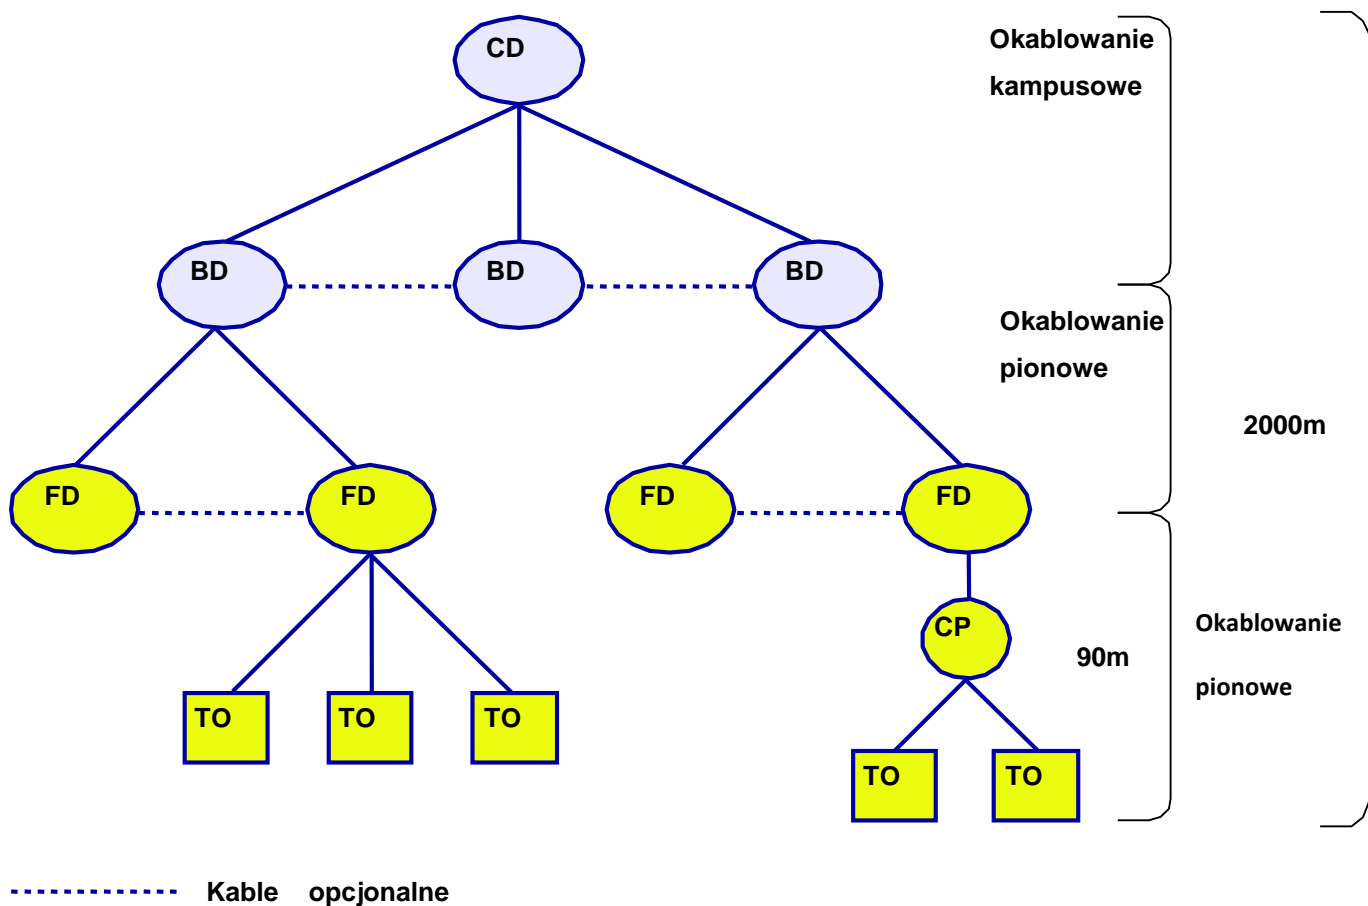 CD
Okablowanie
kampusowe
BD
BD
BD
Okablowanie
pionowe
2000m
FD
FD
FD
FD
CP
90m
Okablowanie
pionowe
TO
TO
TO
TO
TO
Kable opcjonalne